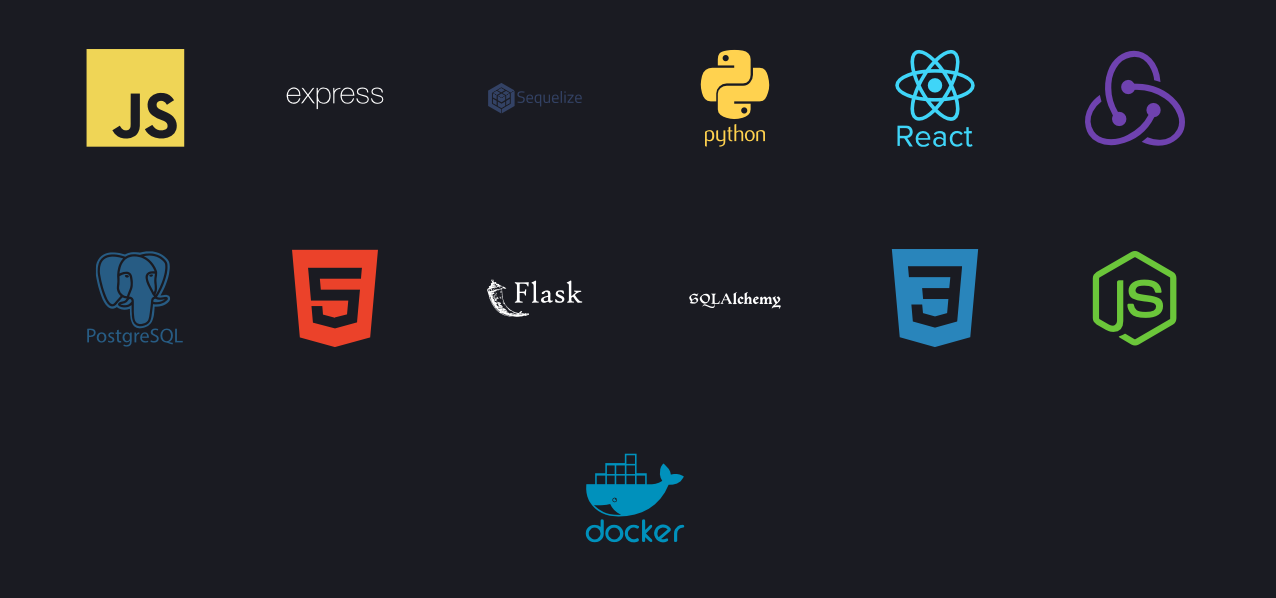 JS
express
Sequelize
python
React
PostgreSQL
5
Flask
SQLAlchemy
3
JS
docker